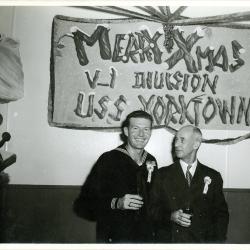 Merry Xmas
V-1 DIVISION
USS YORKTOWN